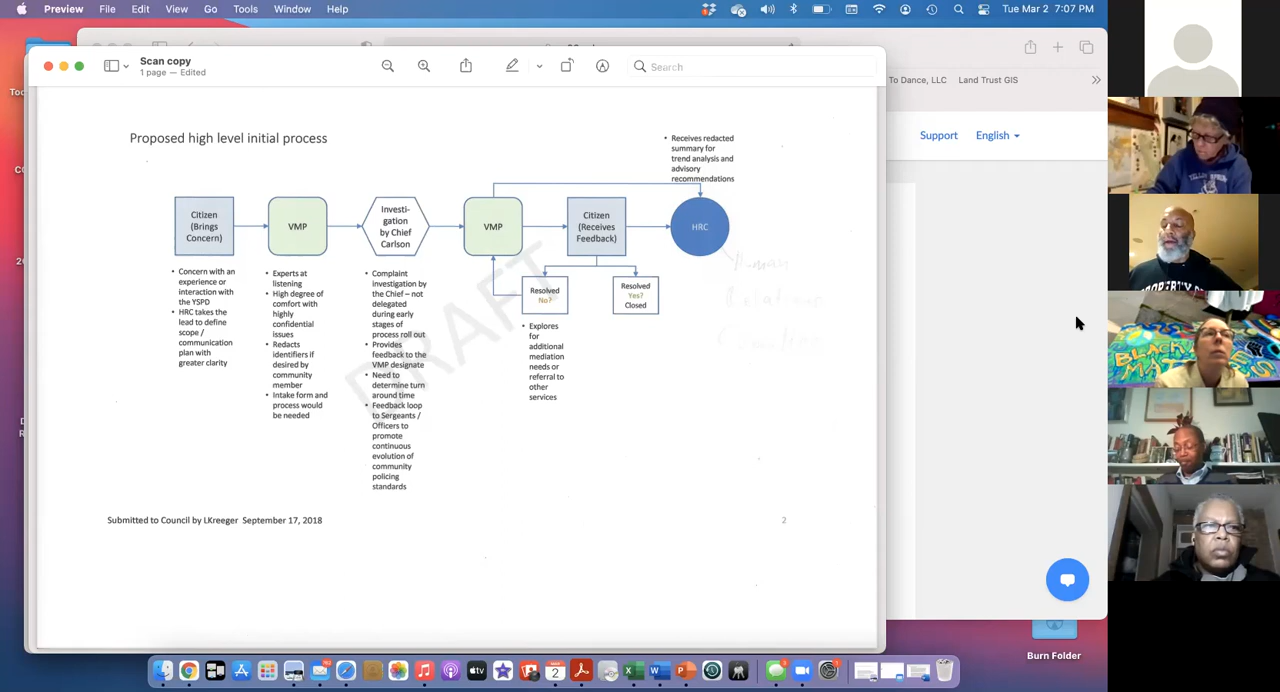 Preview File Edit View Go Tools Window Help
Tue Mar 2 7:07 PM
Scan copy
1 page — Edited
Search
To Dance, LLC Land Trust GIS
Support English
Proposed high level initial process
• Receives redacted
summary for
trend analysis and
advisory
recommendations
Citizen
(Brings
Concern)
VMP
Investi-
gation
by Chief
Carlson
VMP
Citizen
(Receives
Feedback)
HRC
Human
• Concern with an
experience or
interaction with
the YSPD
• HRC takes the
lead to define
scope /
communication
plan with
greater clarity
• Experts at
listening
• High degree of
comfort with
highly
confidential
issues
• Redacts
identifiers if
desired by
community
member
• Intake form and
process would
be needed
• Complaint
investigation by
the Chief – not
delegated
during early
stages of
process roll out
• Provides
feedback to the
VMP designate
• Need to
determine turn
around time
• Feedback loop
to Sergeants /
Officers to
promote
continuous
evolution of
community
policing
standards
Resolved
No?
Resolved
Yes?
Closed
• Explores
for
additional
mediation
needs or
referral to
other
services
DRAFT
Submitted to Council by LKreeger September 17, 2018
2
Burn Folder